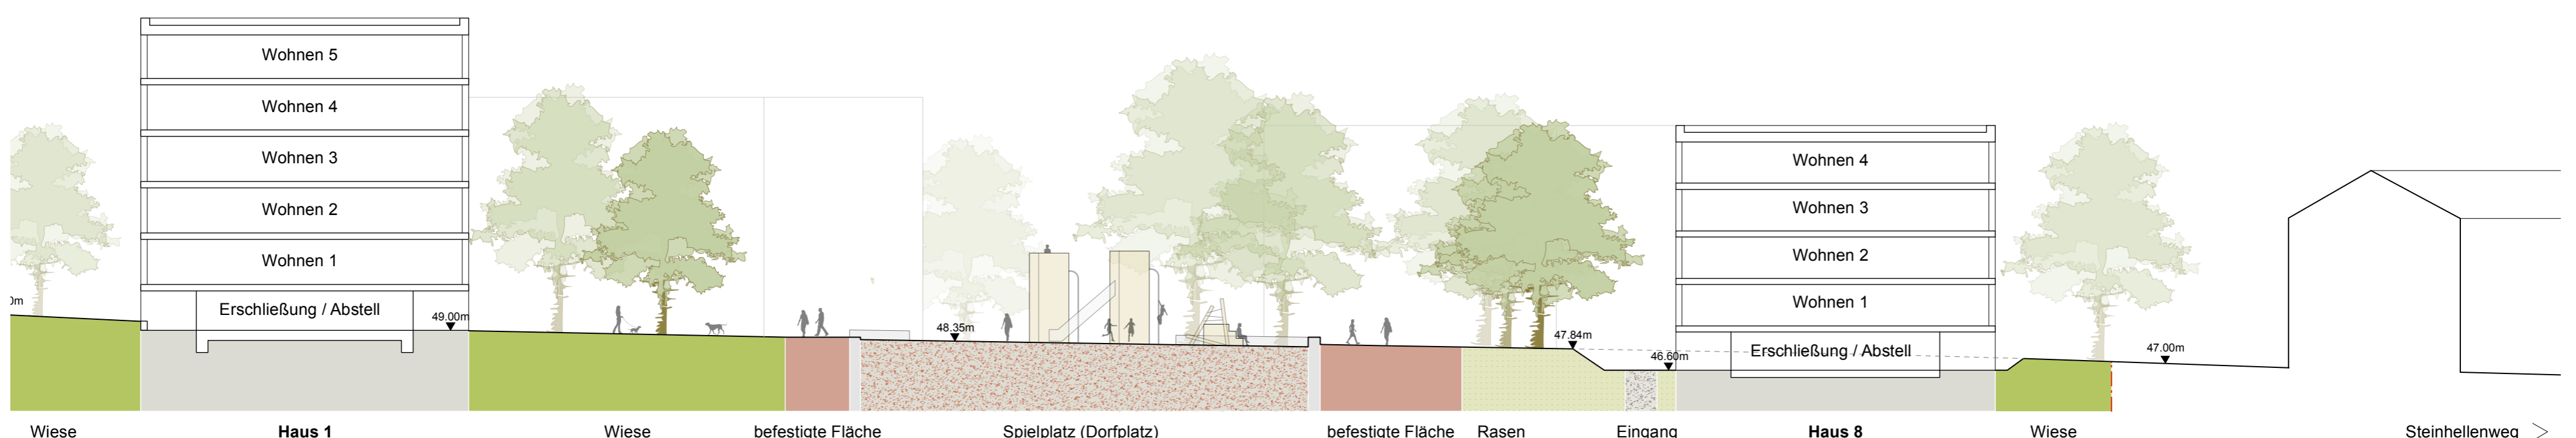 Wohnen 5
Wohnen 4
Wohnen 3
Wohnen 2
Wohnen 1
Erschließung / Abstell
0m
49.00m
48.35m
47.84m
46.60m
Wohnen 4
Wohnen 3
Wohnen 2
Wohnen 1
Erschließung / Abstell
47.00m
Wiese
Haus 1
Wiese
befestigte Fläche
Spielplatz (Dorfplatz)
befestigte Fläche
Rasen
Eingang
Haus 8
Wiese
Steinhellenweg